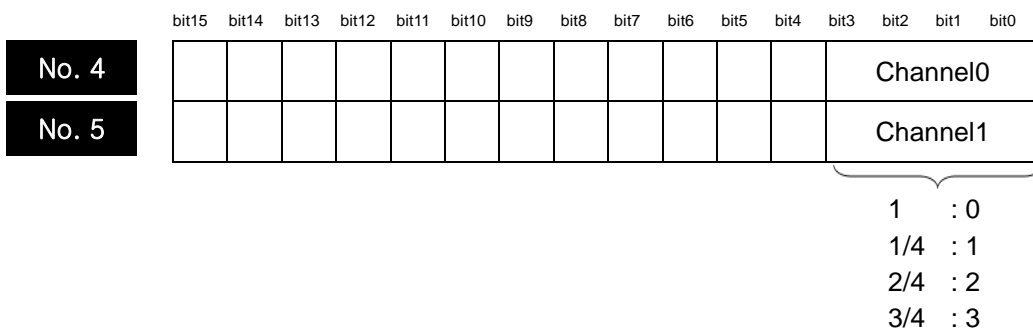 bit15 bit14 bit13 bit12 bit11 bit10 bit9 bit8 bit7 bit6 bit5 bit4 bit3 bit2 bit1 bit0
No. 4 Channel0
No. 5 Channel1
1 : 0
1/4 : 1
2/4 : 2
3/4 : 3